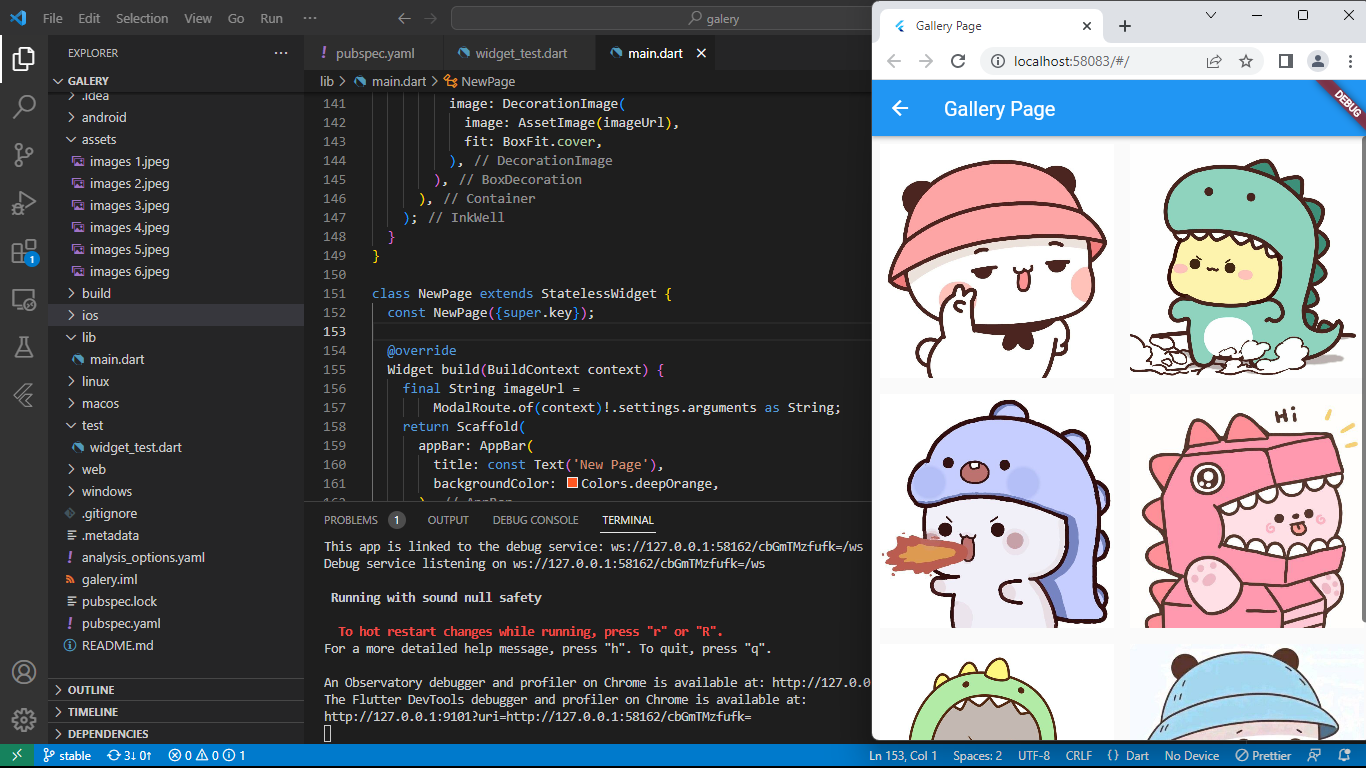 File Edit Selection View Go Run ···
galery
EXPLORER ···
GALERY
.idea
android
assets
images 1.jpeg
images 2.jpeg
images 3.jpeg
images 4.jpeg
images 5.jpeg
images 6.jpeg
build
ios
lib
main.dart
linux
macos
test
widget_test.dart
web
windows
.gitignore
.metadata
analysis_options.yaml
galery.iml
pubspec.lock
pubspec.yaml
README.md
OUTLINE
TIMELINE
DEPENDENCIES
1
! pubspec.yaml widget_test.dart main.dart
lib > main.dart > NewPage
141 image: DecorationImage(
142 image: AssetImage(imageUrl),
143 fit: BoxFit.cover,
144 ), // DecorationImage
145 ), // BoxDecoration
146 ), // Container
147 ); // InkWell
148 }
149 }
150
151 class NewPage extends StatelessWidget {
152 const NewPage({super.key});
153
154 @override
155 Widget build(BuildContext context) {
156 final String imageUrl =
157 ModalRoute.of(context)!.settings.arguments as String;
158 return Scaffold(
159 appBar: AppBar(
160 title: const Text('New Page'),
161 backgroundColor: Colors.deepOrange,
162 ), // AppBar
PROBLEMS 1 OUTPUT DEBUG CONSOLE TERMINAL
This app is linked to the debug service: ws://127.0.0.1:58162/cbGmTMzfufk=/ws
Debug service listening on ws://127.0.0.1:58162/cbGmTMzfufk=/ws
Running with sound null safety
To hot restart changes while running, press "r" or "R".
For a more detailed help message, press "h". To quit, press "q".
An Observatory debugger and profiler on Chrome is available at: http://127.0.0
The Flutter DevTools debugger and profiler on Chrome is available at:
http://127.0.0.1:9101?uri=http://127.0.0.1:58162/cbGmTMzfufk=
stable 3↓ 0↑ 0 0 1 Ln 153, Col 1 Spaces: 2 UTF-8 CRLF {} Dart No Device Prettier
Gallery Page
localhost:58083/#/
Gallery Page
DEBUG
Hi